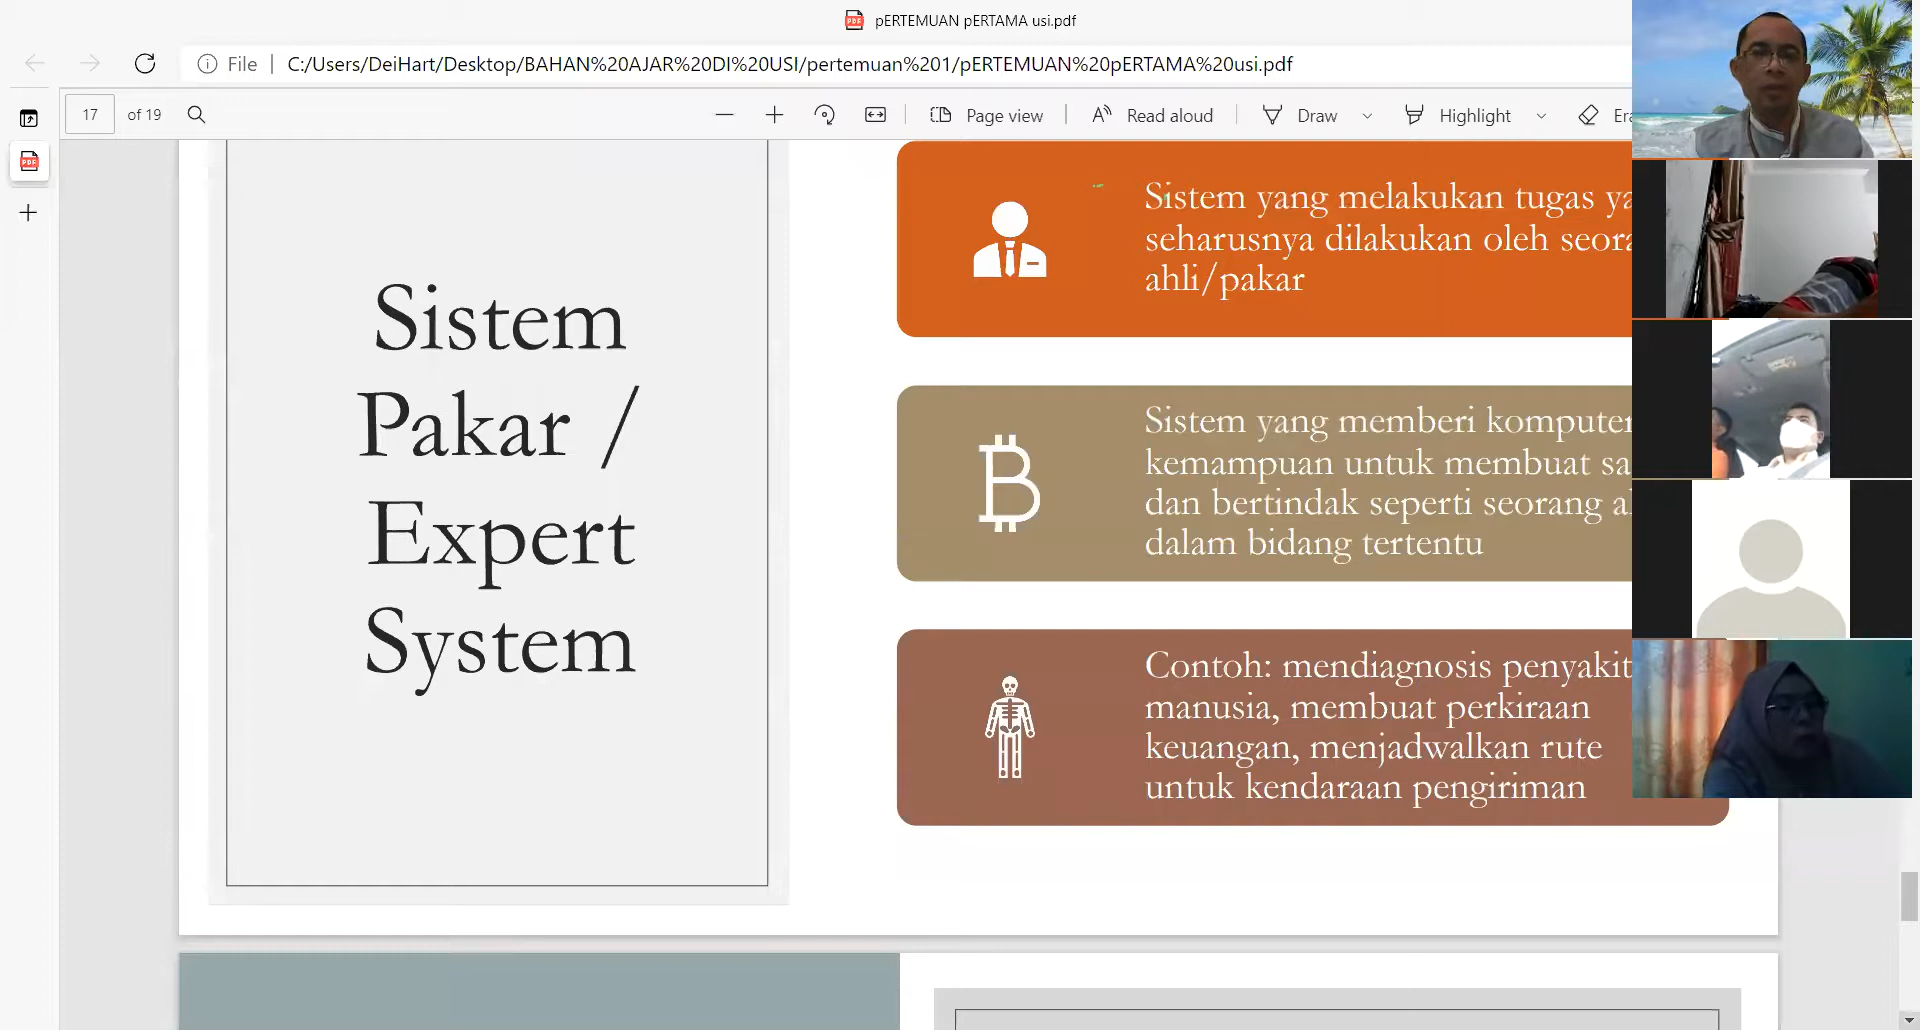 pERTEMUAN pERTAMA usi.pdf
File
C:/Users/DeiHart/Desktop/BAHAN%20AJAR%20DI%20USI/pertemuan%201/pERTEMUAN%20pERTAMA%20usi.pdf
17 of 19
Page view
Read aloud
Draw
Highlight
Sistem
Pakar /
Expert
System
Sistem yang melakukan tugas
seharusnya dilakukan oleh
ahli/pakar
Sistem yang memberi komputer
kemampuan untuk membuat
dan bertindak seperti seorang
dalam bidang tertentu
Contoh: mendiagnosis penyakit
manusia, membuat perkiraan
keuangan, menjadwalkan rute
untuk kendaraan pengiriman